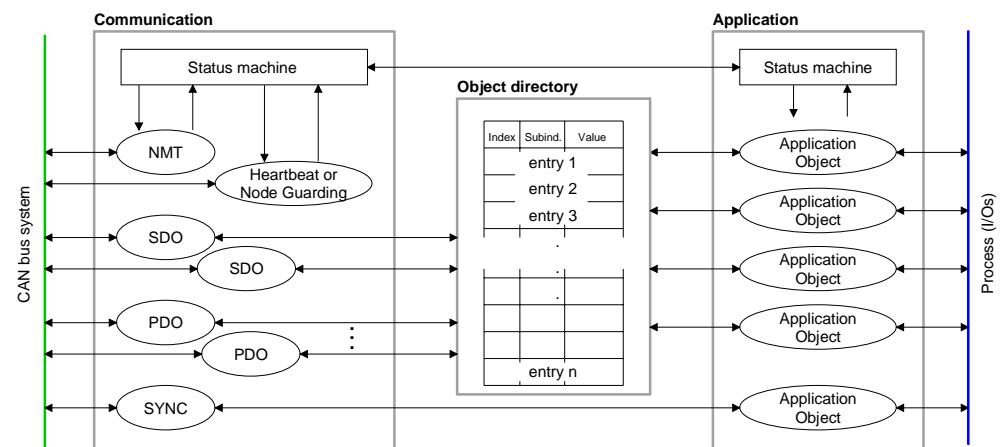 Communication
Application
Status machine
Status machine
Object directory
Index Subind. Value
NMT
entry 1
Application
Object
Heartbeat or
Node Guarding
entry 2
entry 3
Application
Object
SDO
SDO
Application
Object
PDO
PDO
Application
Object
entry n
SYNC
Application
Object
CAN bus system
Process (I/Os)